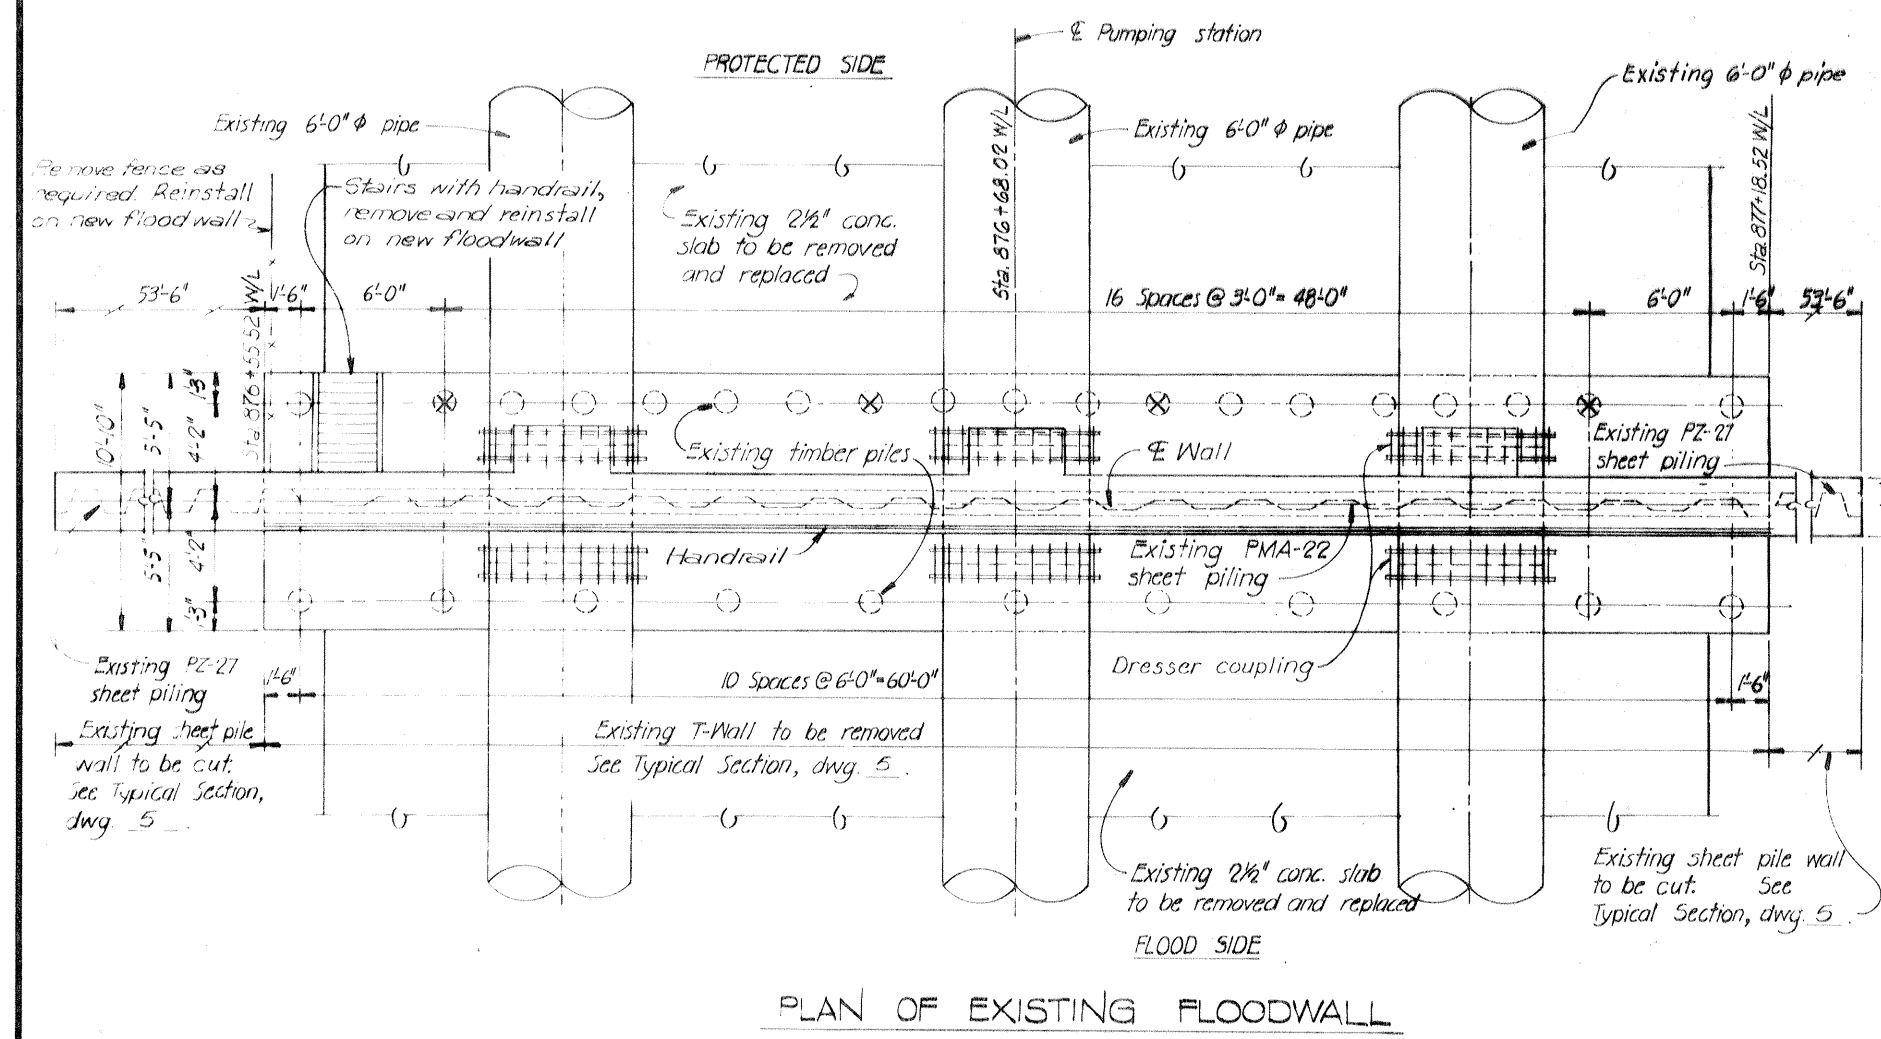 ℄ Pumping station
PROTECTED SIDE
Existing 6'-0" ϕ pipe
Existing 6'-0" ϕ pipe
Existing 6'-0" ϕ pipe
Remove fence as
required. Reinstall
on new floodwall
Stairs with handrail,
remove and reinstall
on new floodwall
Existing 2½" conc.
slab to be removed
and replaced
Sta. 876+68.02 W/L
Sta. 877+18.52 W/L
53'-6"
1'-6"
6'-0"
16 Spaces @ 3'-0" = 48'-0"
6'-0"
1'-6"
53'-6"
Sta. 876+55.52 W/L
10'-10"
5'-5"
5'-5"
1'-3"
4'-2"
4'-2"
1'-3"
Existing timber piles
℄ Wall
Existing PZ-27
sheet piling
Handrail
Existing PMA-22
sheet piling
Existing PZ-27
sheet piling
1'-6"
10 Spaces @ 6'-0" = 60'-0"
Dresser coupling
1'-6"
Existing sheet pile
wall to be cut.
See Typical Section,
dwg. 5.
Existing T-Wall to be removed
See Typical Section, dwg. 5.
Existing 2½" conc. slab
to be removed and replaced
Existing sheet pile wall
to be cut. See
Typical Section, dwg. 5.
FLOOD SIDE
PLAN OF EXISTING FLOODWALL